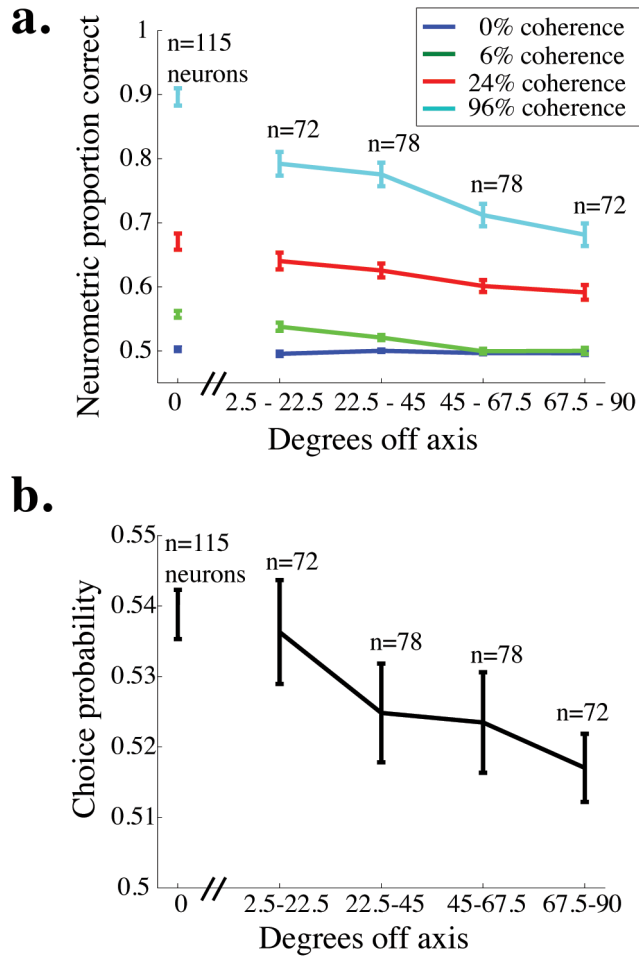 a.
Neurometric proportion correct
1
0.9
0.8
0.7
0.6
0.5
n=115
neurons
n=72
n=78
n=78
n=72
0% coherence
6% coherence
24% coherence
96% coherence
0
2.5 - 22.5
22.5 - 45
45 - 67.5
67.5 - 90
Degrees off axis
b.
Choice probability
0.55
0.54
0.53
0.52
0.51
0.5
n=115
neurons
n=72
n=78
n=78
n=72
0
2.5-22.5
22.5-45
45-67.5
67.5-90
Degrees off axis